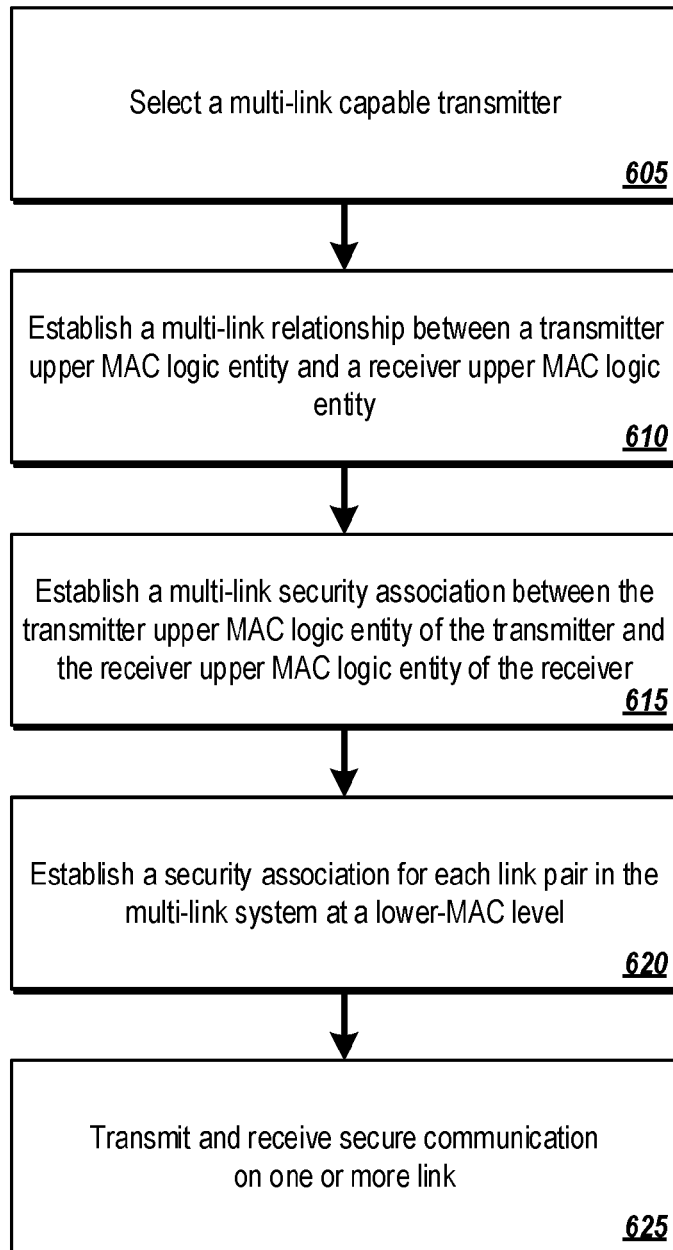 Select a multi-link capable transmitter
605
Establish a multi-link relationship between a transmitter
upper MAC logic entity and a receiver upper MAC logic
entity
610
Establish a multi-link security association between the
transmitter upper MAC logic entity of the transmitter and
the receiver upper MAC logic entity of the receiver
615
Establish a security association for each link pair in the
multi-link system at a lower-MAC level
620
Transmit and receive secure communication
on one or more link
625